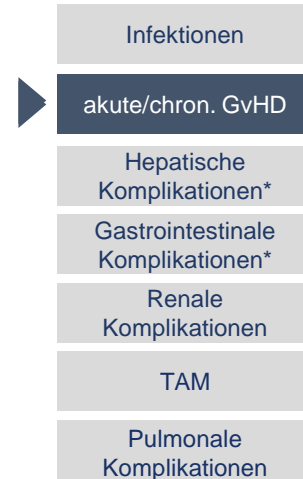 Infektionen
akute/chron. GvHD
Hepatische
Komplikationen*
Gastrointestinale
Komplikationen*
Renale
Komplikationen
TAM
Pulmonale
Komplikationen